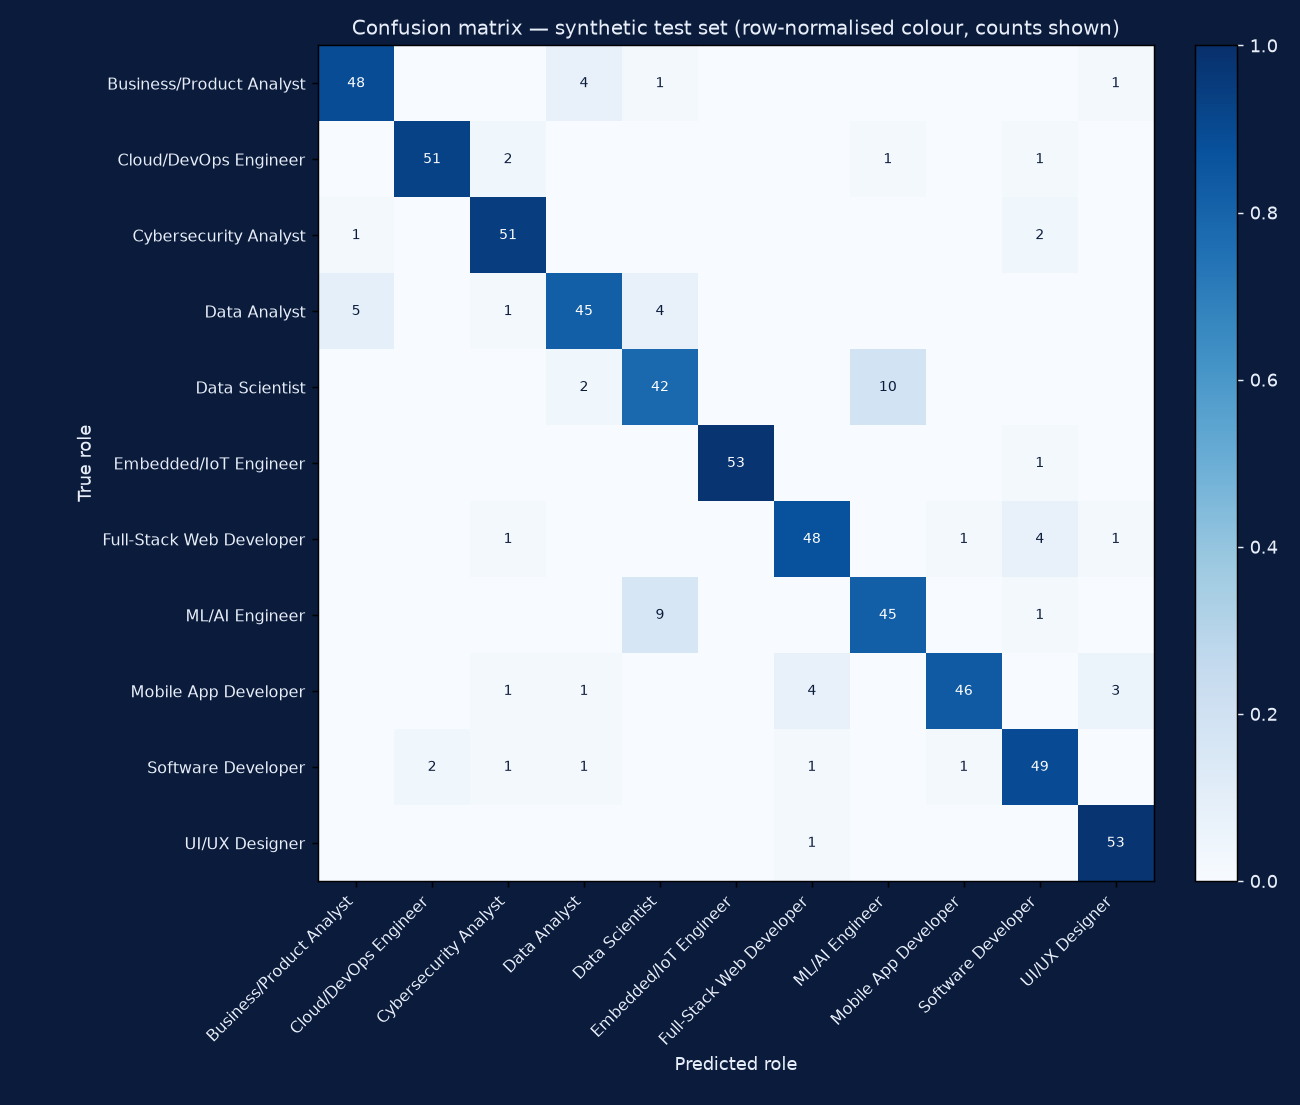 Confusion matrix — synthetic test set (row-normalised colour, counts shown)
Business/Product Analyst 48 4 1 1
Cloud/DevOps Engineer 51 2 1 1
Cybersecurity Analyst 1 51 2
Data Analyst 5 1 45 4
Data Scientist 2 42 10
Embedded/IoT Engineer 53 1
Full-Stack Web Developer 1 48 1 4 1
ML/AI Engineer 9 45 1
Mobile App Developer 1 1 4 46 3
Software Developer 2 1 1 1 1 49
UI/UX Designer 1 53
True role
Business/Product Analyst
Cloud/DevOps Engineer
Cybersecurity Analyst
Data Analyst
Data Scientist
Embedded/IoT Engineer
Full-Stack Web Developer
ML/AI Engineer
Mobile App Developer
Software Developer
UI/UX Designer
Predicted role
1.0
0.8
0.6
0.4
0.2
0.0